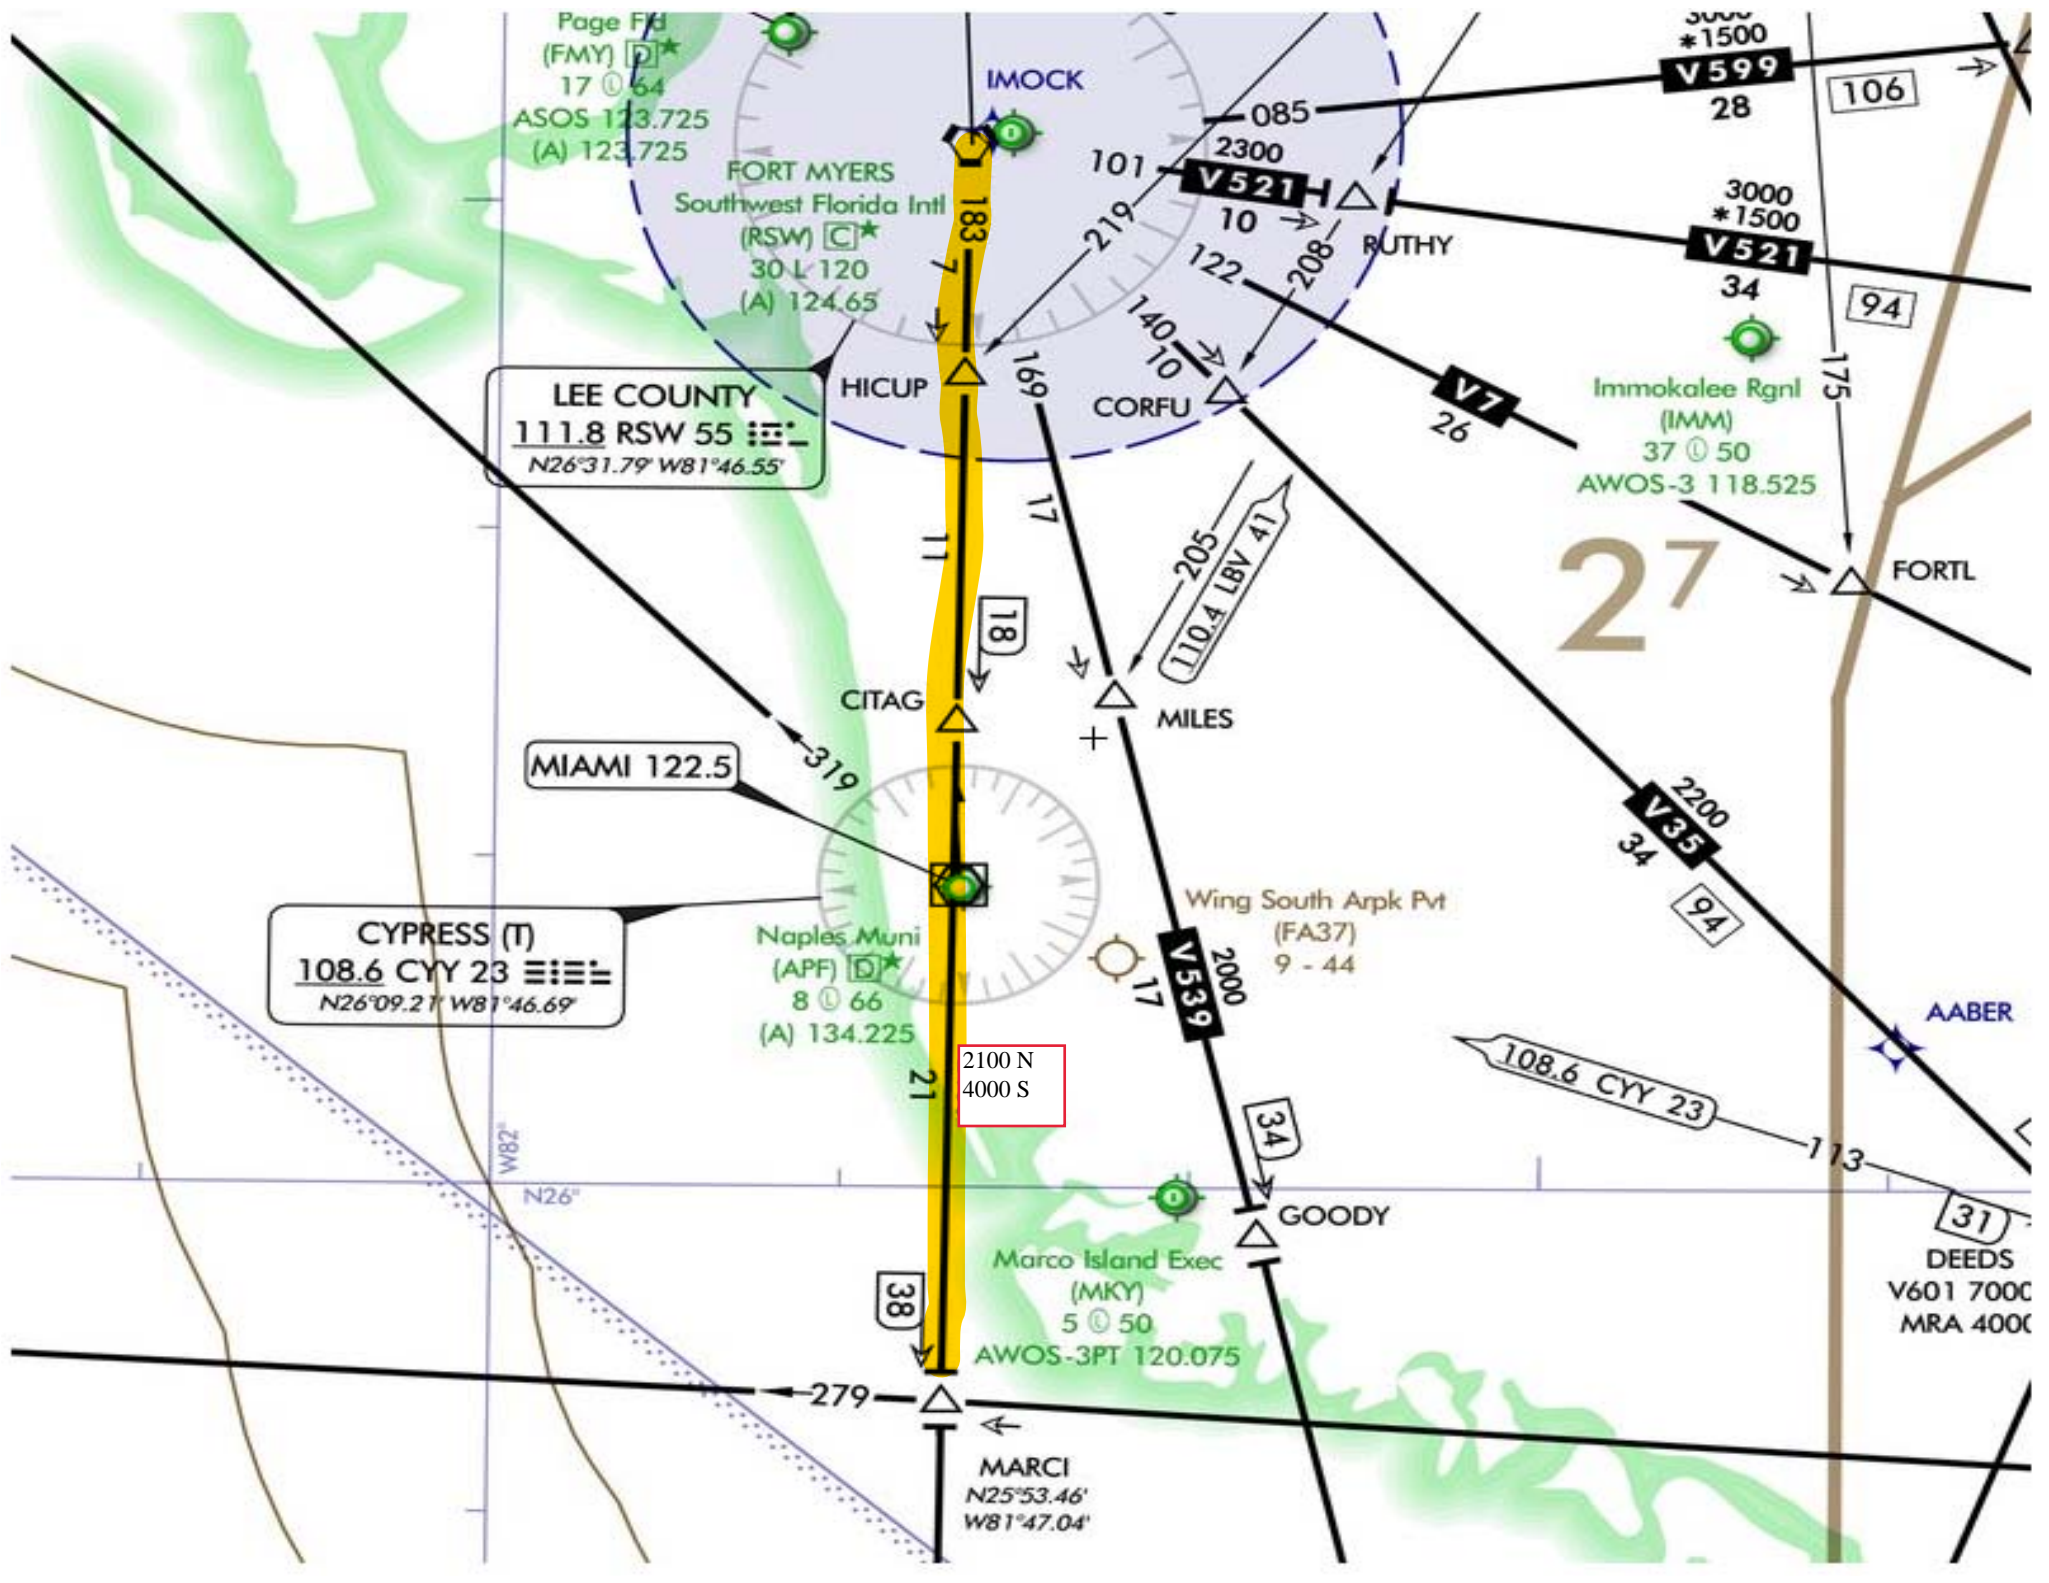 Page Fld
(FMY) D★
17 Ⓛ 64
ASOS 123.725
(A) 123.725
IMOCK
FORT MYERS
Southwest Florida Intl
(RSW) C★
30 L 120
(A) 124.65
183
7
085
3000
*1500
V599
28
106
101
2300
V521
10
219
208
RUTHY
3000
*1500
V521
34
94
122
140
10
V7
26
175
Immokalee Rgnl
(IMM)
37 Ⓛ 50
AWOS-3 118.525
LEE COUNTY
111.8 RSW 55
N26°31.79' W81°46.55'
HICUP
169
CORFU
17
205
110.4 LBV 41
27
FORTL
11
18
CITAG
MILES
MIAMI 122.5
319
2200
V35
34
94
CYPRESS (T)
108.6 CYY 23
N26°09.21' W81°46.69'
Naples Muni
(APF) D★
8 Ⓛ 66
(A) 134.225
Wing South Arpk Pvt
(FA37)
9 - 44
17
V539
2000
AABER
21
2100 N
4000 S
108.6 CYY 23
113
34
W82°
N26°
GOODY
31
DEEDS
V601 7000
MRA 4000
38
Marco Island Exec
(MKY)
5 Ⓛ 50
AWOS-3PT 120.075
279
MARCI
N25°53.46'
W81°47.04'